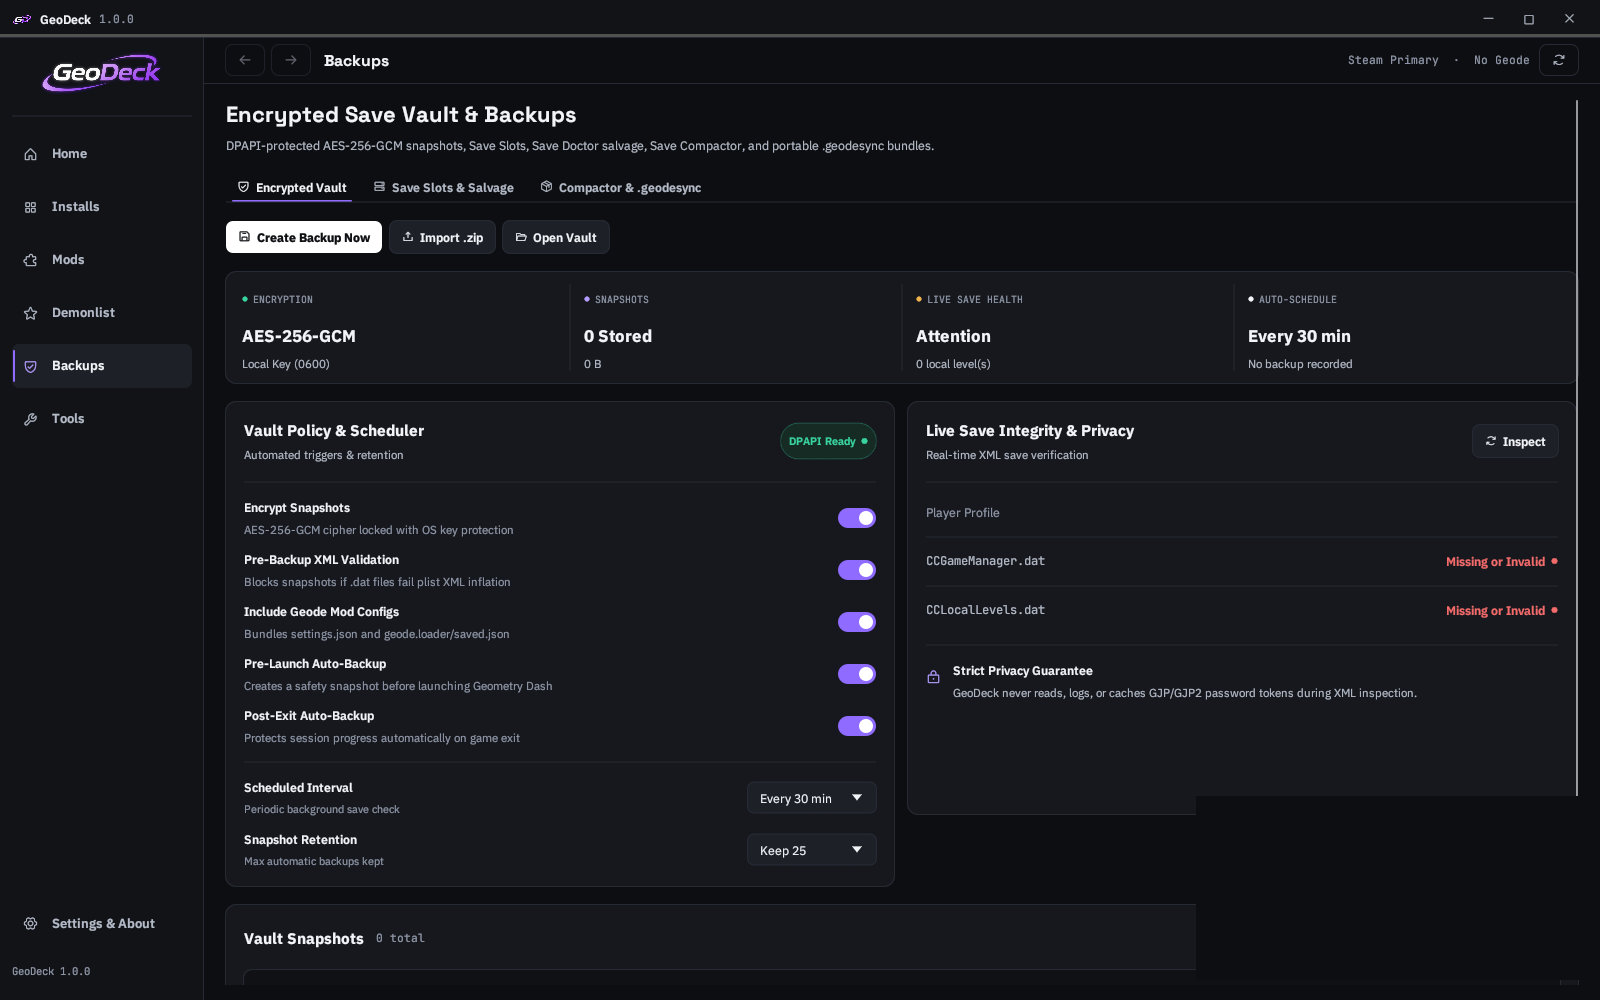 GeoDeck 1.0.0
GeoDeck
Backups
Steam Primary · No Geode
Home
Installs
Mods
Demonlist
Backups
Tools
Settings & About
GeoDeck 1.0.0
Encrypted Save Vault & Backups
DPAPI-protected AES-256-GCM snapshots, Save Slots, Save Doctor salvage, Save Compactor, and portable .geodesync bundles.
Encrypted Vault Save Slots & Salvage Compactor & .geodesync
Create Backup Now Import .zip Open Vault
ENCRYPTION
AES-256-GCM
Local Key (0600)
SNAPSHOTS
0 Stored
0 B
LIVE SAVE HEALTH
Attention
0 local level(s)
AUTO-SCHEDULE
Every 30 min
No backup recorded
Vault Policy & Scheduler
Automated triggers & retention
DPAPI Ready
Encrypt Snapshots
AES-256-GCM cipher locked with OS key protection
Pre-Backup XML Validation
Blocks snapshots if .dat files fail plist XML inflation
Include Geode Mod Configs
Bundles settings.json and geode.loader/saved.json
Pre-Launch Auto-Backup
Creates a safety snapshot before launching Geometry Dash
Post-Exit Auto-Backup
Protects session progress automatically on game exit
Scheduled Interval
Periodic background save check
Every 30 min
Snapshot Retention
Max automatic backups kept
Keep 25
Live Save Integrity & Privacy
Real-time XML save verification
Inspect
Player Profile
CCGameManager.dat Missing or Invalid
CCLocalLevels.dat Missing or Invalid
Strict Privacy Guarantee
GeoDeck never reads, logs, or caches GJP/GJP2 password tokens during XML inspection.
Vault Snapshots 0 total